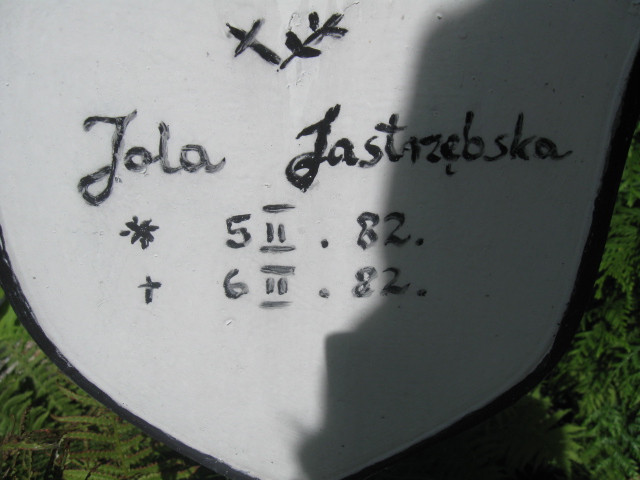 Jola Jastrzębska
* 5 II. 82.
+ 6 II. 82.